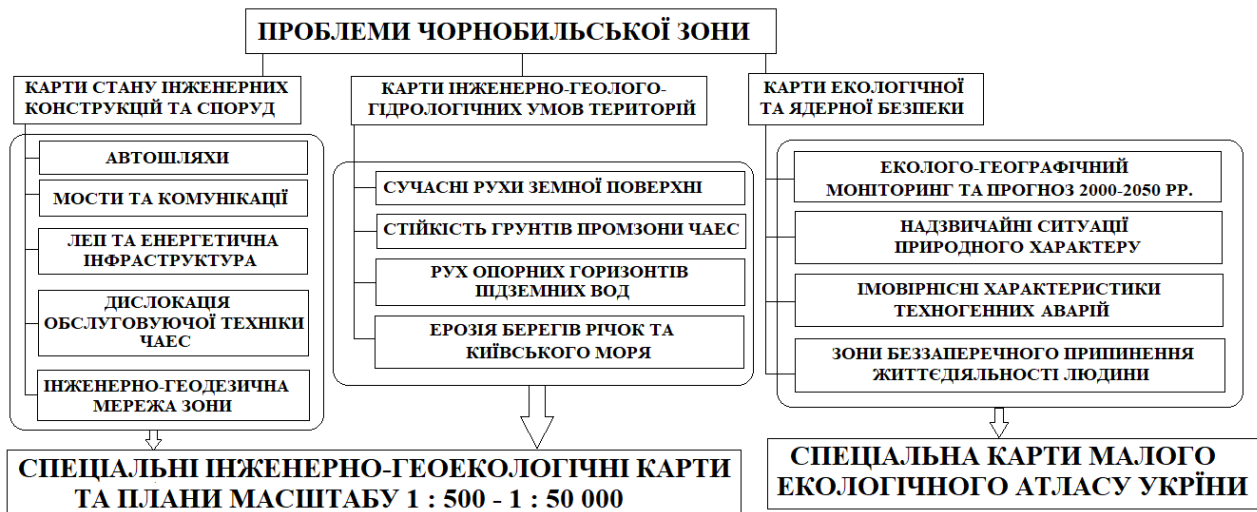 ПРОБЛЕМИ ЧОРНОБИЛЬСЬКОЇ ЗОНИ
КАРТИ СТАНУ ІНЖЕНЕРНИХ
КОНСТРУКЦІЙ ТА СПОРУД
АВТОШЛЯХИ
МОСТИ ТА КОМУНІКАЦІЇ
ЛЕП ТА ЕНЕРГЕТИЧНА
ІНФРАСТРУКТУРА
ДИСЛОКАЦІЯ
ОБСЛУГОВУЮЧОЇ ТЕХНІКИ
ЧАЕС
ІНЖЕНЕРНО-ГЕОДЕЗИЧНА
МЕРЕЖА ЗОНИ
КАРТИ ІНЖЕНЕРНО-ГЕОЛОГО-
ГІДРОЛОГІЧНИХ УМОВ ТЕРИТОРІЙ
СУЧАСНІ РУХИ ЗЕМНОЇ ПОВЕРХНІ
СТІЙКІСТЬ ГРУНТІВ ПРОМЗОНИ ЧАЕС
РУХ ОПОРНИХ ГОРИЗОНТІВ
ПІДЗЕМНИХ ВОД
ЕРОЗІЯ БЕРЕГІВ РІЧОК ТА
КИЇВСЬКОГО МОРЯ
КАРТИ ЕКОЛОГІЧНОЇ
ТА ЯДЕРНОЇ БЕЗПЕКИ
ЕКОЛОГО-ГЕОГРАФІЧНИЙ
МОНІТОРИНГ ТА ПРОГНОЗ 2000-2050 РР.
НАДЗВИЧАЙНІ СИТУАЦІЇ
ПРИРОДНОГО ХАРАКТЕРУ
ІМОВІРНІСНІ ХАРАКТЕРИСТИКИ
ТЕХНОГЕННИХ АВАРІЙ
ЗОНИ БЕЗЗАПЕРЕЧНОГО ПРИПИНЕННЯ
ЖИТТЄДІЯЛЬНОСТІ ЛЮДИНИ
СПЕЦІАЛЬНІ ІНЖЕНЕРНО-ГЕОЕКОЛОГІЧНІ КАРТИ
ТА ПЛАНИ МАСШТАБУ 1 : 500 - 1 : 50 000
СПЕЦІАЛЬНА КАРТИ МАЛОГО
ЕКОЛОГІЧНОГО АТЛАСУ УКРЇНИ